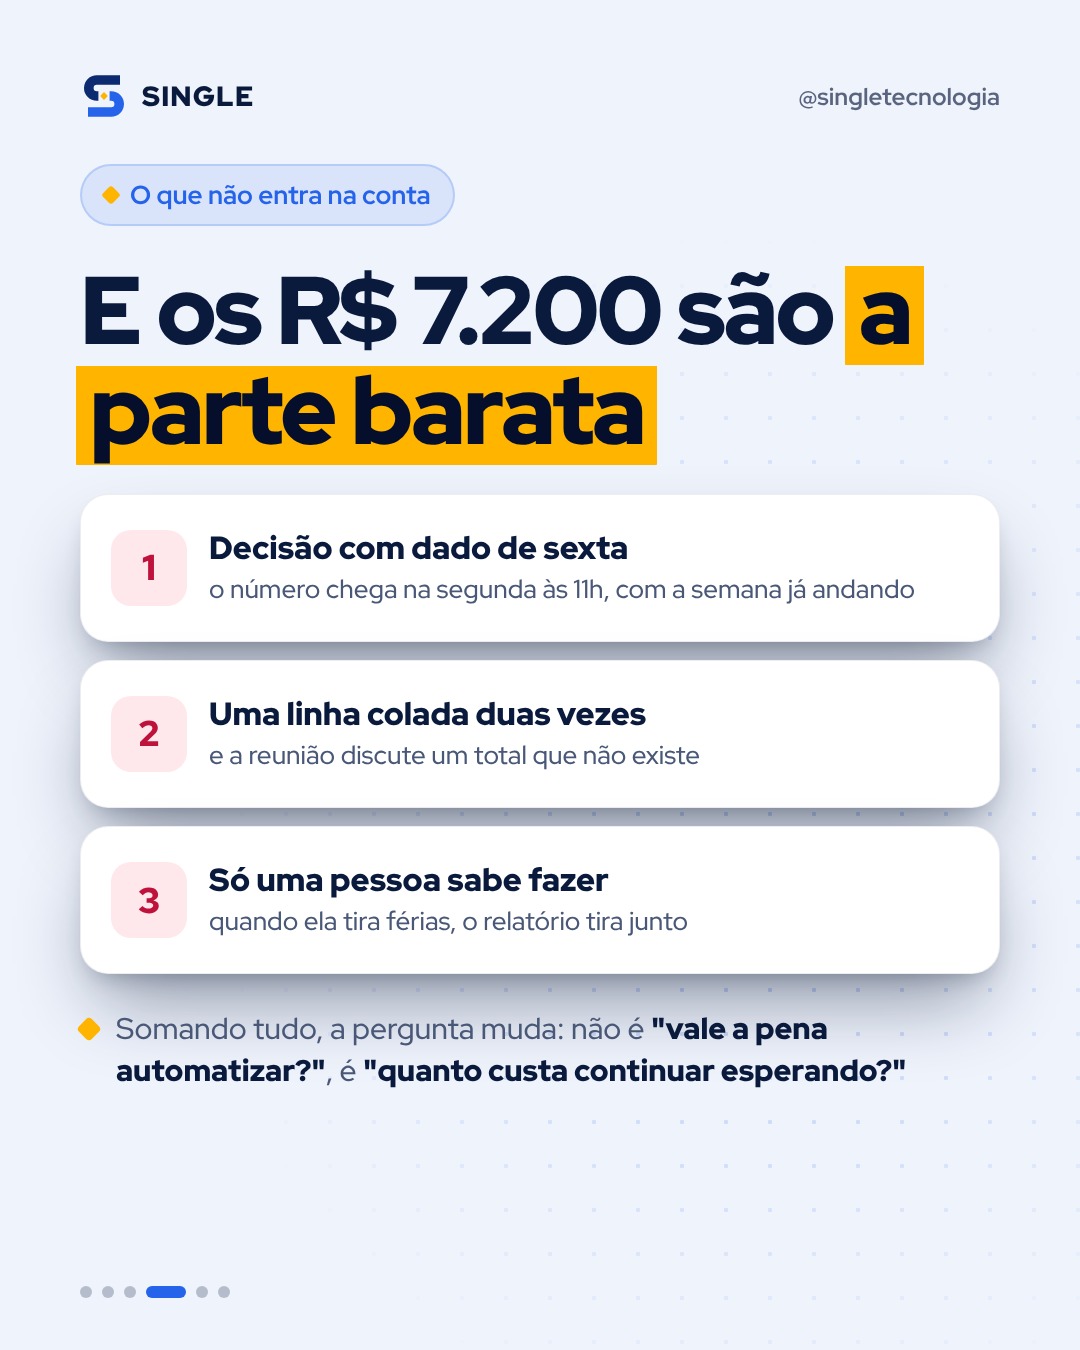 SINGLE
@singletecnologia
O que não entra na conta
E os R$ 7.200 são a
parte barata
1
Decisão com dado de sexta
o número chega na segunda às 11h, com a semana já andando
2
Uma linha colada duas vezes
e a reunião discute um total que não existe
3
Só uma pessoa sabe fazer
quando ela tira férias, o relatório tira junto
Somando tudo, a pergunta muda: não é "vale a pena
automatizar?", é "quanto custa continuar esperando?"